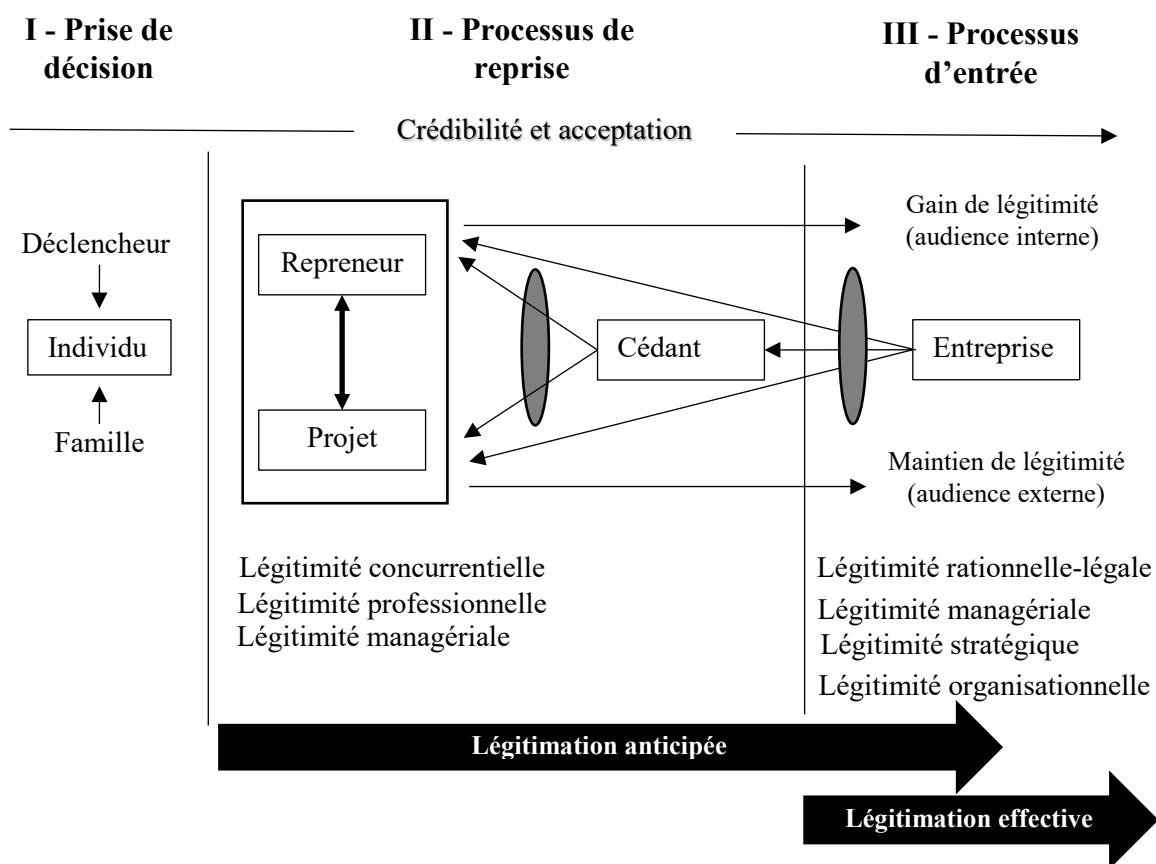 I - Prise de
décision
II - Processus de
reprise
III - Processus
d’entrée
Crédibilité et acceptation
Déclencheur
Individu
Famille
Repreneur
Projet
Cédant
Gain de légitimité
(audience interne)
Entreprise
Maintien de légitimité
(audience externe)
Légitimité concurrentielle
Légitimité professionnelle
Légitimité managériale
Légitimité rationnelle-légale
Légitimité managériale
Légitimité stratégique
Légitimité organisationnelle
Légitimation anticipée
Légitimation effective